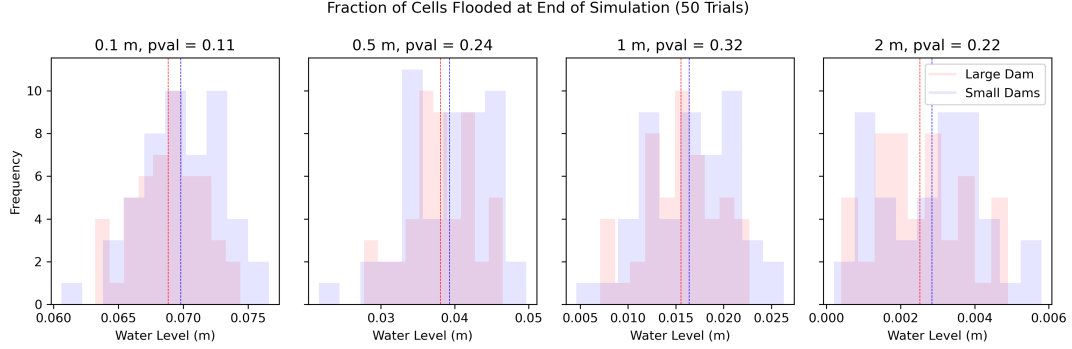 Fraction of Cells Flooded at End of Simulation (50 Trials)
0.1 m, pval = 0.11
0.5 m, pval = 0.24
1 m, pval = 0.32
2 m, pval = 0.22
Large Dam
Small Dams
Frequency
10
8
6
4
2
0
0.060 0.065 0.070 0.075
0.03 0.04 0.05
0.005 0.010 0.015 0.020 0.025
0.000 0.002 0.004 0.006
Water Level (m)
Water Level (m)
Water Level (m)
Water Level (m)